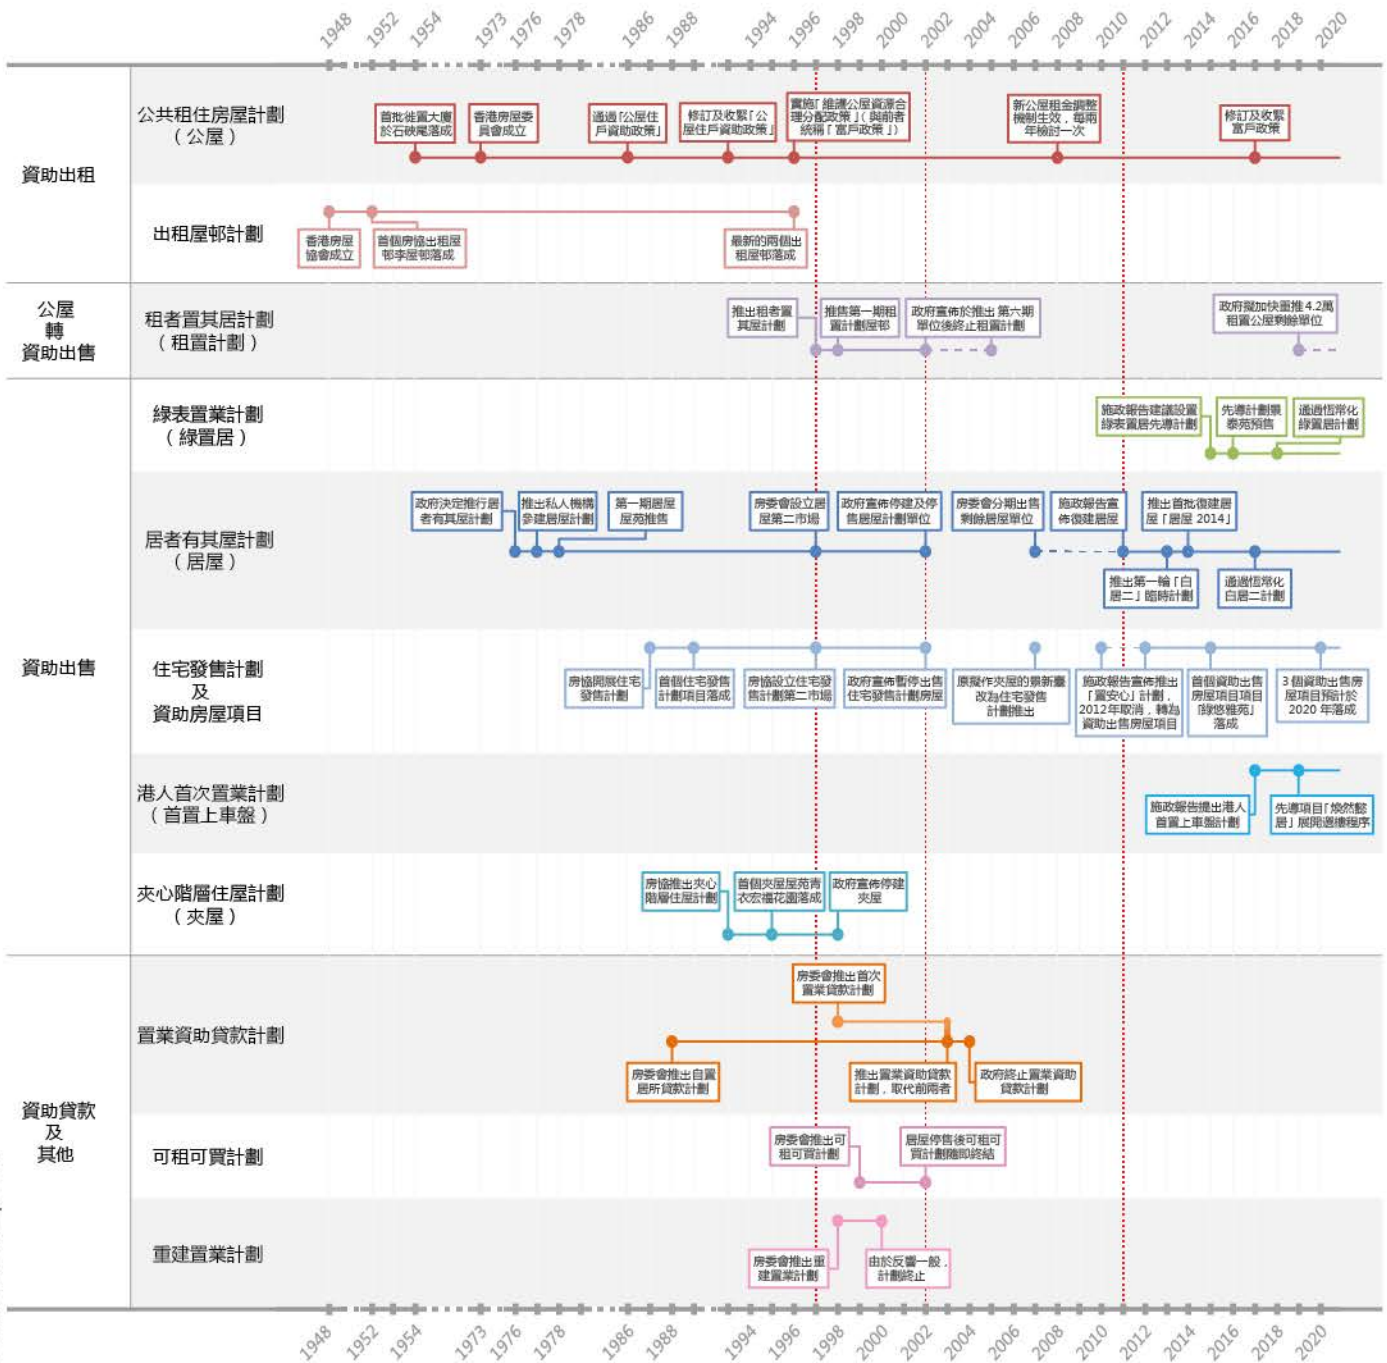 1948 1952 1954 1973 1976 1978 1986 1988 1994 1996 1998 2000 2002 2004 2006 2008 2010 2012 2014 2016 2018 2020
資助出租
公共租住房屋計劃
（公屋）
首批徙置大廈
於石硤尾落成
香港房屋委
員會成立
通過「公屋住
戶資助政策」
修訂及收緊「公
屋住戶資助政策」
實施「維護公屋資源合
理分配政策」（與前者
統稱「富戶政策」）
新公屋租金調整
機制生效，每兩
年檢討一次
修訂及收緊
富戶政策
出租屋邨計劃
香港房屋
協會成立
首個房協出租屋
邨李屋邨落成
最新的兩個出
租屋邨落成
公屋
轉
資助出售
租者置其居計劃
（租置計劃）
推出租者置
其屋計劃
推售第一期租
置計劃屋邨
政府宣佈於推出 第六期
單位後終止租置計劃
政府擬加快重推 4.2萬
租置公屋剩餘單位
資助出售
綠表置業計劃
（綠置居）
施政報告建議設置
綠表置居先導計劃
先導計劃景
泰苑預售
通過恆常化
綠置居計劃
居者有其屋計劃
（居屋）
政府決定推行居
者有其屋計劃
推出私人機構
參建居屋計劃
第一期居屋
屋苑推售
房委會設立居
屋第二市場
政府宣佈停建及停
售居屋計劃單位
房委會分期出售
剩餘居屋單位
施政報告宣
佈復建居屋
推出首批復建居
屋「居屋 2014」
推出第一輪「白
居二」臨時計劃
通過恆常化
白居二計劃
住宅發售計劃
及
資助房屋項目
房協開展住宅
發售計劃
首個住宅發售
計劃項目落成
房協設立住宅發
售計劃第二市場
政府宣佈暫停出售
住宅發售計劃房屋
原擬作夾屋的景新臺
改為住宅發售
計劃推出
施政報告宣佈推出
「置安心」計劃，
2012年取消，轉為
資助出售房屋項目
首個資助出售
房屋項目項目
「綠悠雅苑」
落成
3 個資助出售房
屋項目預計於
2020 年落成
港人首次置業計劃
（首置上車盤）
施政報告提出港人
首置上車盤計劃
先導項目「煥然懿
居」展開選樓程序
夾心階層住屋計劃
（夾屋）
房協推出夾心
階層住屋計劃
首個夾屋屋苑青
衣宏福花園落成
政府宣佈停建
夾屋
資助貸款
及
其他
置業資助貸款計劃
房委會推出首次
置業貸款計劃
房委會推出自置
居所貸款計劃
推出置業資助貸款
計劃，取代前兩者
政府終止置業資助
貸款計劃
可租可買計劃
房委會推出可
租可買計劃
居屋停售後可租可
買計劃隨即終結
重建置業計劃
房委會推出重
建置業計劃
由於反響一般，
計劃終止
1948 1952 1954 1973 1976 1978 1986 1988 1994 1996 1998 2000 2002 2004 2006 2008 2010 2012 2014 2016 2018 2020